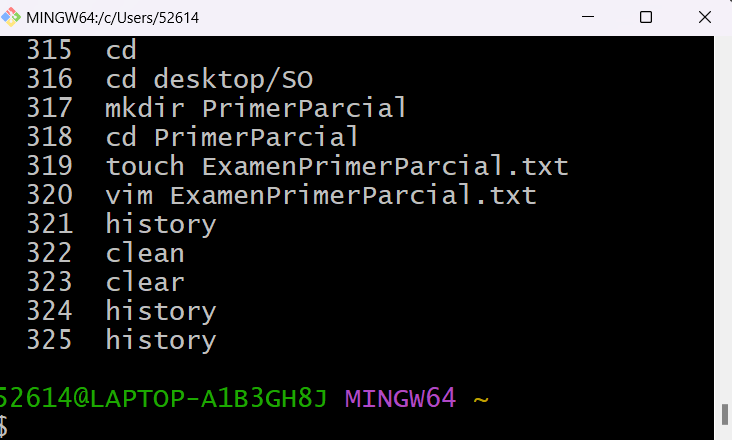 MINGW64:/c/Users/52614
315 cd
316 cd desktop/SO
317 mkdir PrimerParcial
318 cd PrimerParcial
319 touch ExamenPrimerParcial.txt
320 vim ExamenPrimerParcial.txt
321 history
322 clean
323 clear
324 history
325 history
52614@LAPTOP-A1B3GH8J MINGW64 ~
$